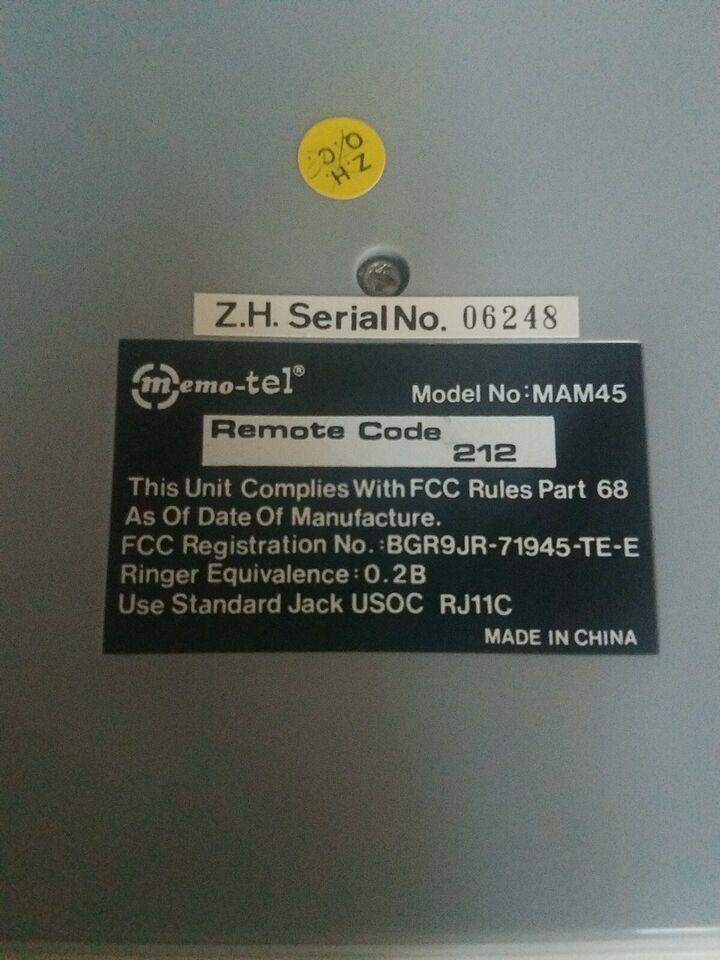 Z.H. Serial No. 06248
memo-tel®
Model No:MAM45
Remote Code
212
This Unit Complies With FCC Rules Part 68
As Of Date Of Manufacture.
FCC Registration No.:BGR9JR-71945-TE-E
Ringer Equivalence:0.2B
Use Standard Jack USOC RJ11C
MADE IN CHINA